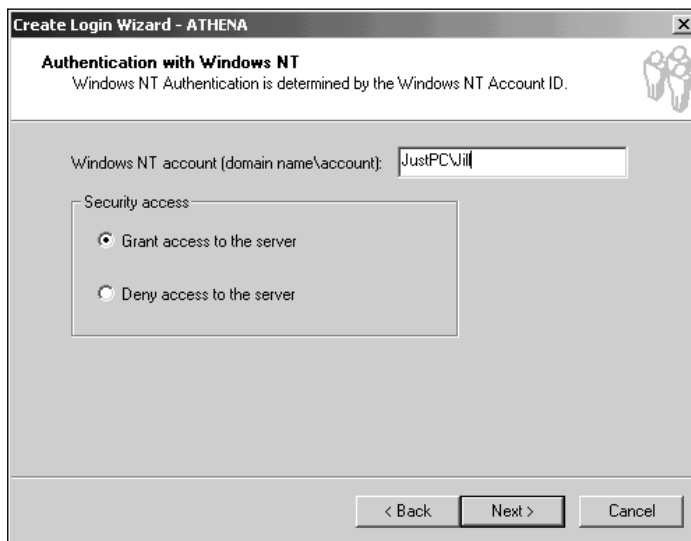 Create Login Wizard - ATHENA
Authentication with Windows NT
Windows NT Authentication is determined by the Windows NT Account ID.
Windows NT account (domain name\account): JustPC\Jill
Security access
Grant access to the server
Deny access to the server
< Back Next > Cancel